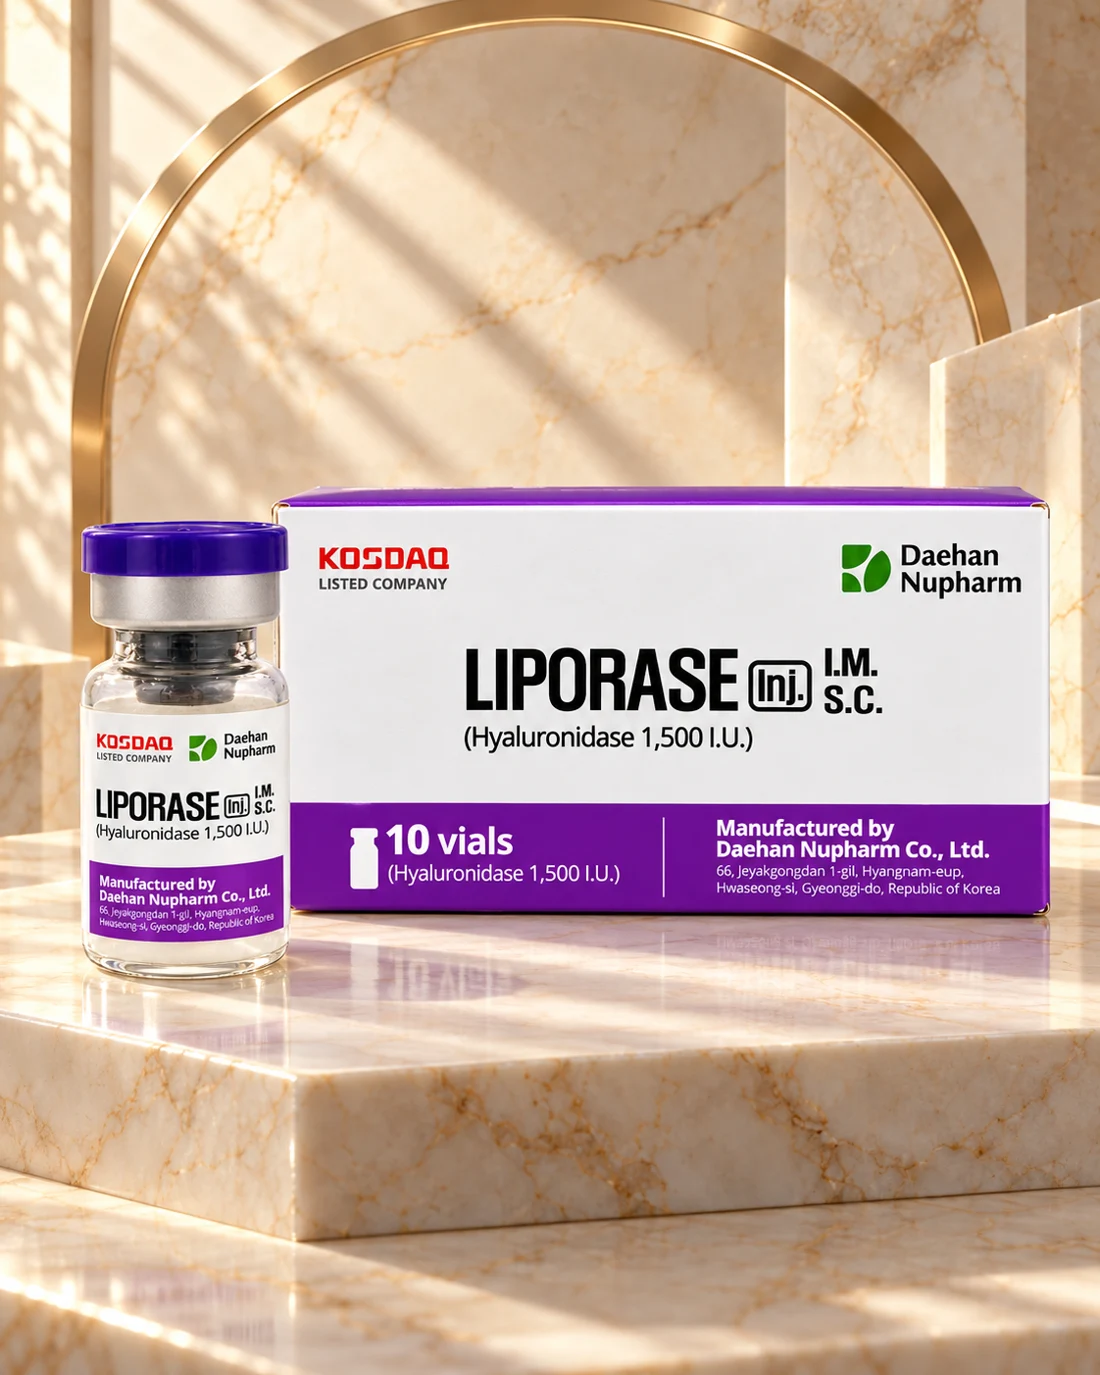 KOSDAQ
LISTED COMPANY
Daehan
Nupharm
LIPORASE Inj. I.M.
S.C.
(Hyaluronidase 1,500 I.U.)
10 vials
(Hyaluronidase 1,500 I.U.)
Manufactured by
Daehan Nupharm Co., Ltd.
66, Jeyakgongdan 1-gil, Hyangnam-eup,
Hwaseong-si, Gyeonggi-do, Republic of Korea
KOSDAQ
LISTED COMPANY
Daehan
Nupharm
LIPORASE Inj. I.M.
S.C.
(Hyaluronidase 1,500 I.U.)
Manufactured by
Daehan Nupharm Co., Ltd.
66, Jeyakgongdan 1-gil, Hyangnam-eup,
Hwaseong-si, Gyeonggi-do, Republic of Korea